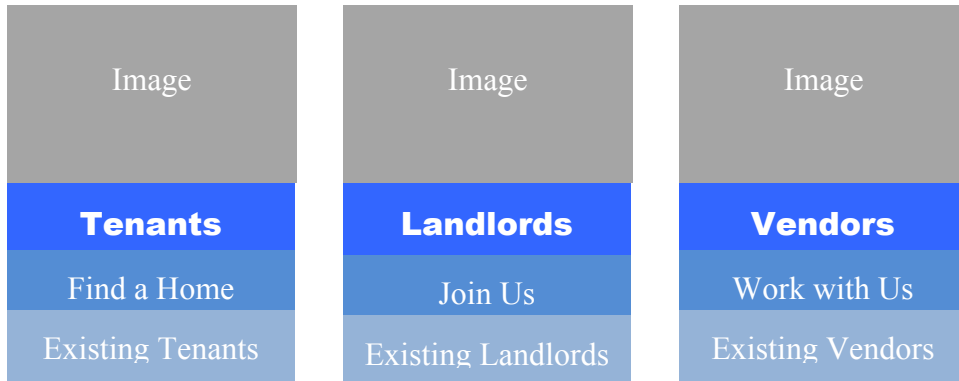 Image
Tenants
Find a Home
Existing Tenants
Image
Landlords
Join Us
Existing Landlords
Image
Vendors
Work with Us
Existing Vendors